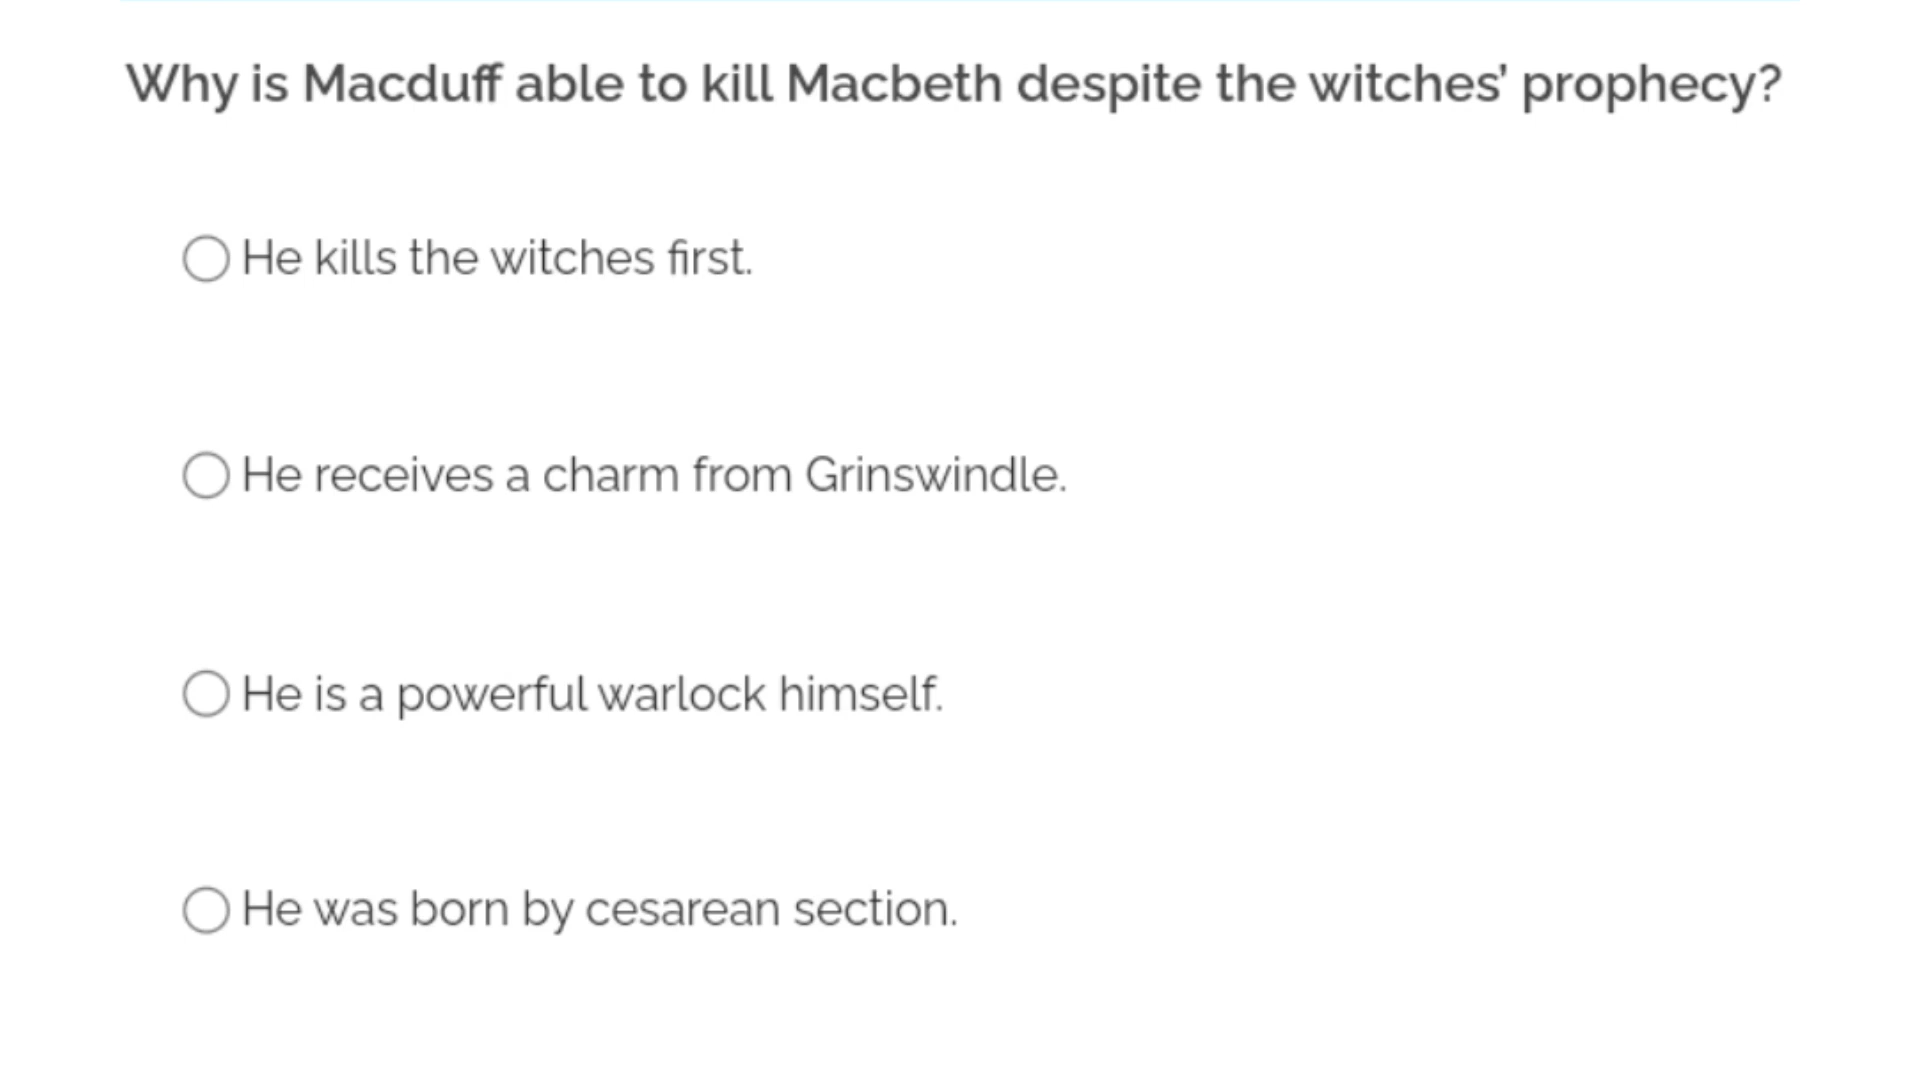 Why is Macduff able to kill Macbeth despite the witches’ prophecy?
He kills the witches first.
He receives a charm from Grinswindle.
He is a powerful warlock himself.
He was born by cesarean section.